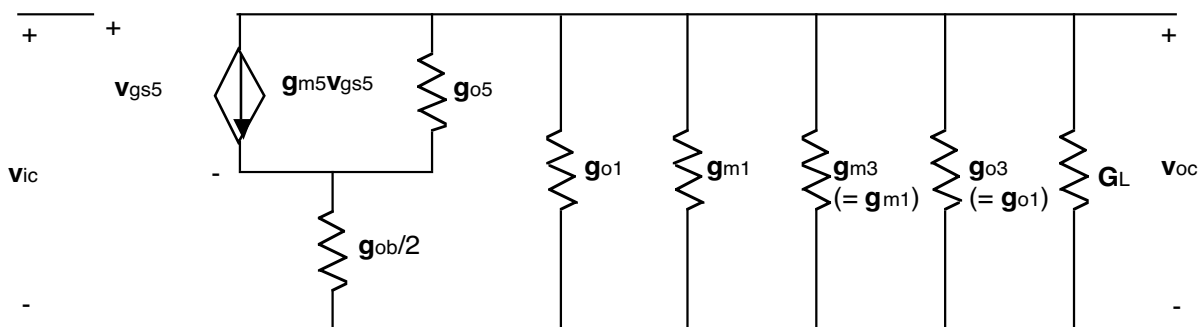 + + +
vgs5 gm5vgs5 go5
vic - go1 gm1 gm3 go3 GL voc
(= gm1) (= go1)
gob/2
- -